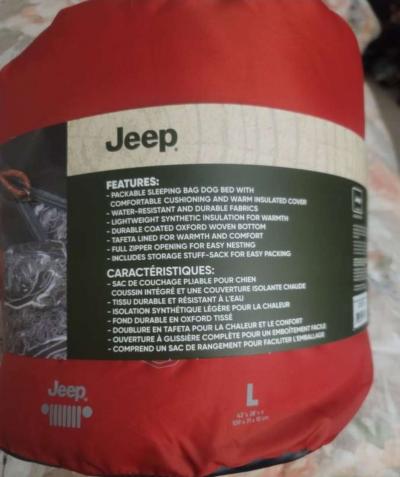 Jeep
FEATURES:
- PACKABLE SLEEPING BAG DOG BED WITH
COMFORTABLE CUSHIONING AND WARM INSULATED COVER
- WATER-RESISTANT AND DURABLE FABRICS
- LIGHTWEIGHT SYNTHETIC INSULATION FOR WARMTH
- DURABLE COATED OXFORD WOVEN BOTTOM
- TAFETA LINED FOR WARMTH AND COMFORT
- FULL ZIPPER OPENING FOR EASY NESTING
- INCLUDES STORAGE STUFF-SACK FOR EASY PACKING
CARACTÉRISTIQUES:
- SAC DE COUCHAGE PLIABLE POUR CHIEN
COUSSIN INTÉGRÉ ET UNE COUVERTURE ISOLANTE CHAUDE
- TISSU DURABLE ET RÉSISTANT À L'EAU
- ISOLATION SYNTHÉTIQUE LÉGÈRE POUR LA CHALEUR
- FOND DURABLE EN OXFORD TISSÉ
- DOUBLURE EN TAFETA POUR LA CHALEUR ET LE CONFORT
- OUVERTURE À GLISSIÈRE COMPLÈTE POUR UN EMBOÎTEMENT FACILE
- COMPREND UN SAC DE RANGEMENT POUR FACILITER L'EMBALLAGE
Jeep
L